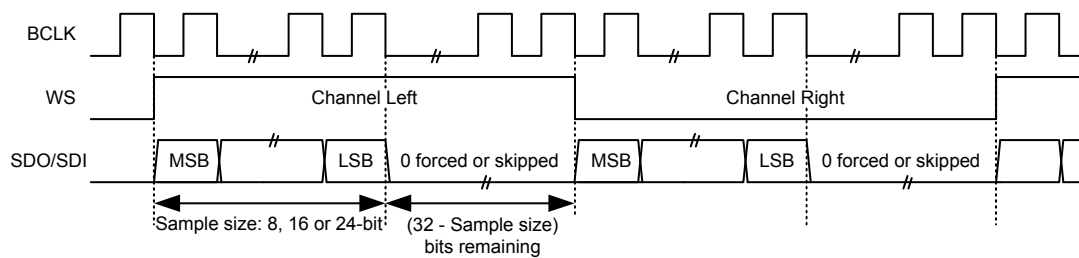 BCLK
WS
Channel Left
Channel Right
SDO/SDI
MSB
LSB
0 forced or skipped
MSB
LSB
0 forced or skipped
Sample size: 8, 16 or 24-bit
(32 - Sample size)
bits remaining